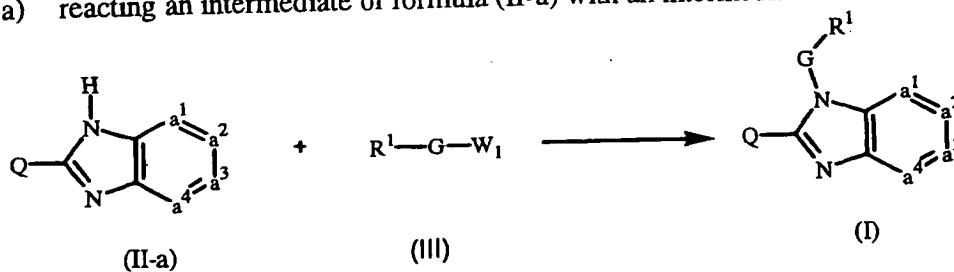 a) reacting an intermediate of formula (II-a) with an
H
N
a¹
a²
a³
a⁴
N
Q
+
R¹—G—W₁
R¹
G
N
a¹
a⁴
N
Q
(II-a)
(III)
(I)